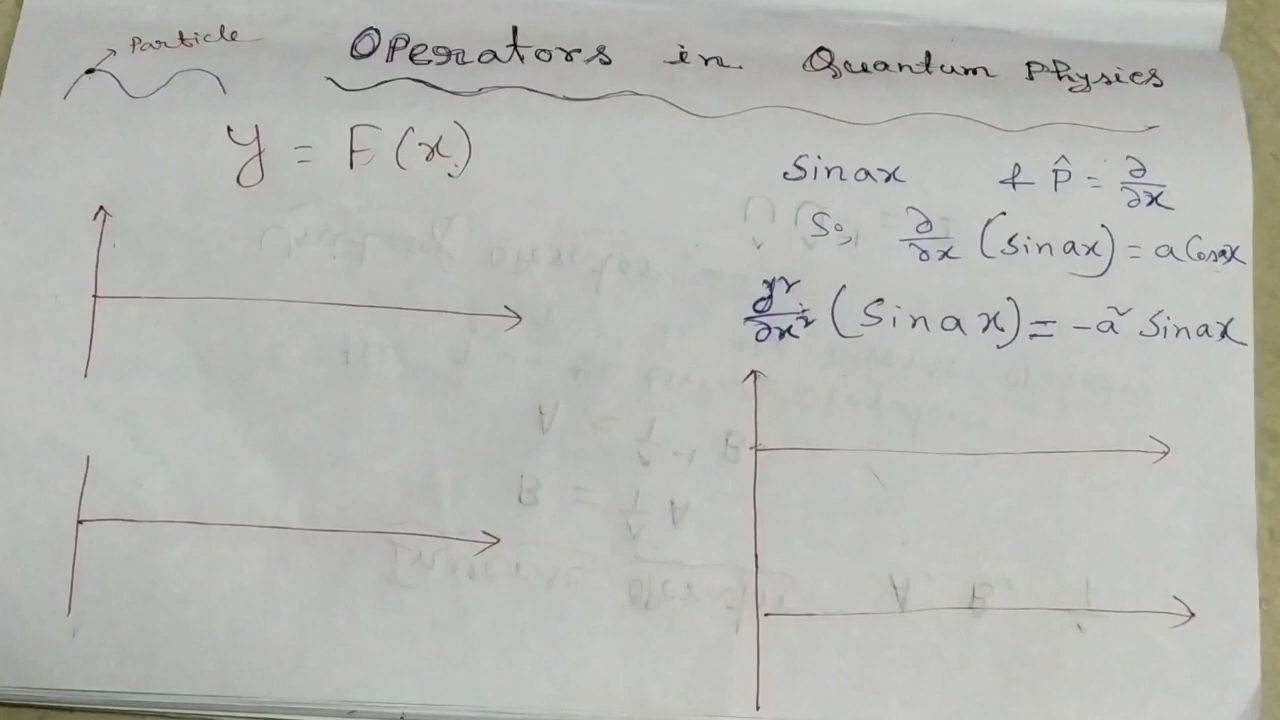 Particle
Operators in Quantum Physics
y = F(x)
Sin ax & p̂ = ∂/∂x
So, ∂/∂x (Sin ax) = a Cos ax
∂²/∂x² (Sin ax) = -a² Sin ax